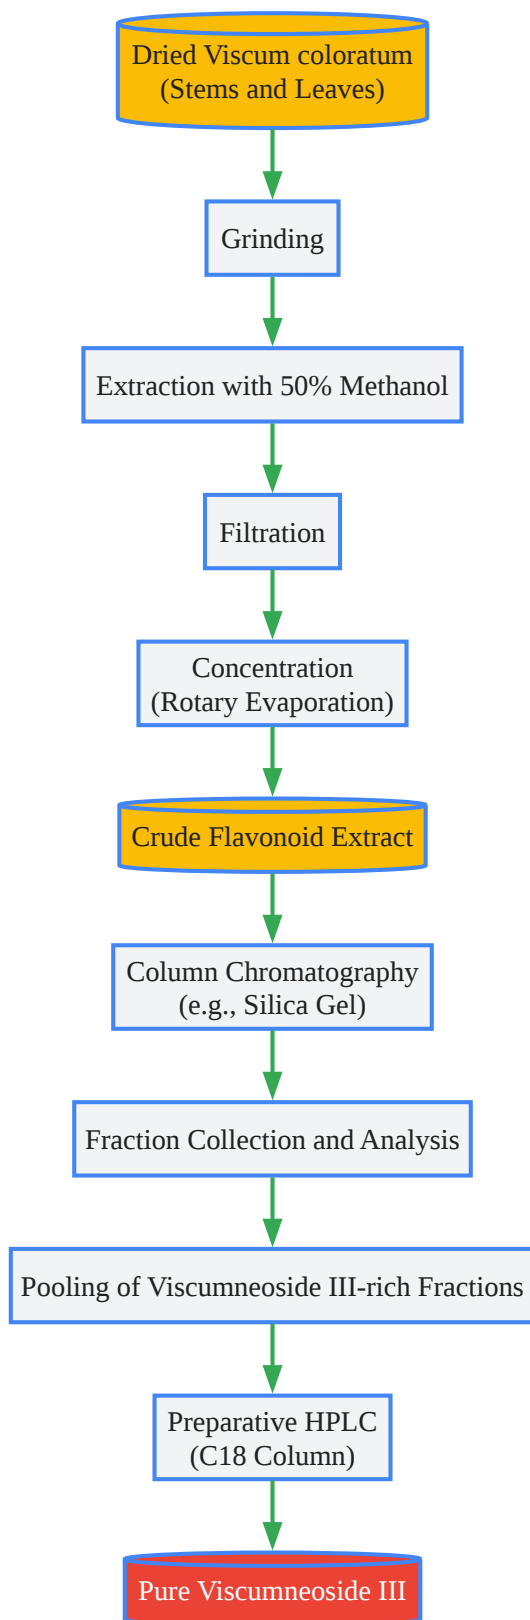 Dried Viscum coloratum
(Stems and Leaves)
Grinding
Extraction with 50% Methanol
Filtration
Concentration
(Rotary Evaporation)
Crude Flavonoid Extract
Column Chromatography
(e.g., Silica Gel)
Fraction Collection and Analysis
Pooling of Viscumneoside III-rich Fractions
Preparative HPLC
(C18 Column)
Pure Viscumneoside III